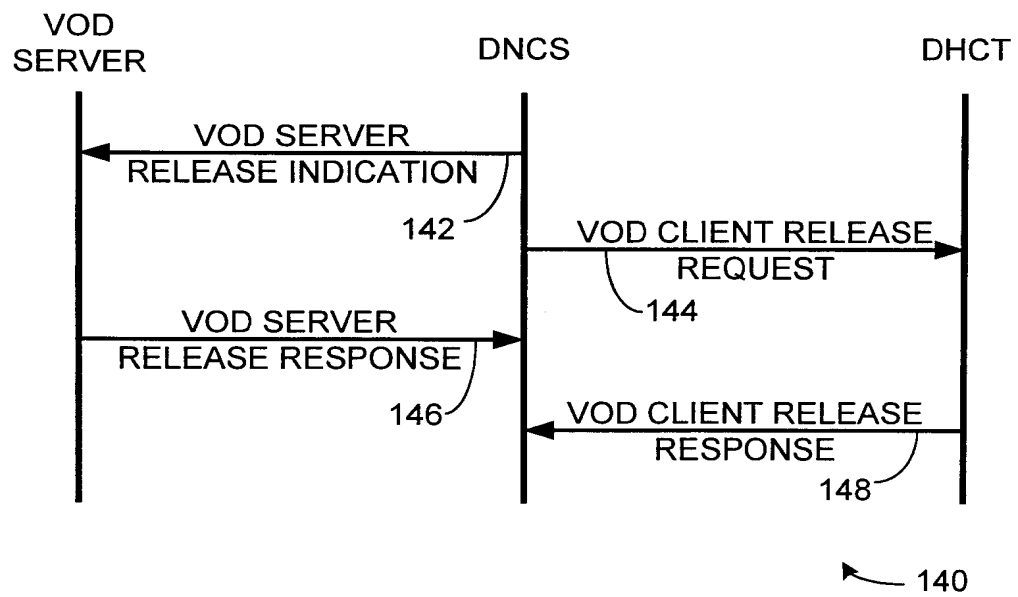 VOD
SERVER
DNCS
DHCT
VOD SERVER
RELEASE INDICATION
142
VOD CLIENT RELEASE
REQUEST
144
VOD SERVER
RELEASE RESPONSE
146
VOD CLIENT RELEASE
RESPONSE
148
140